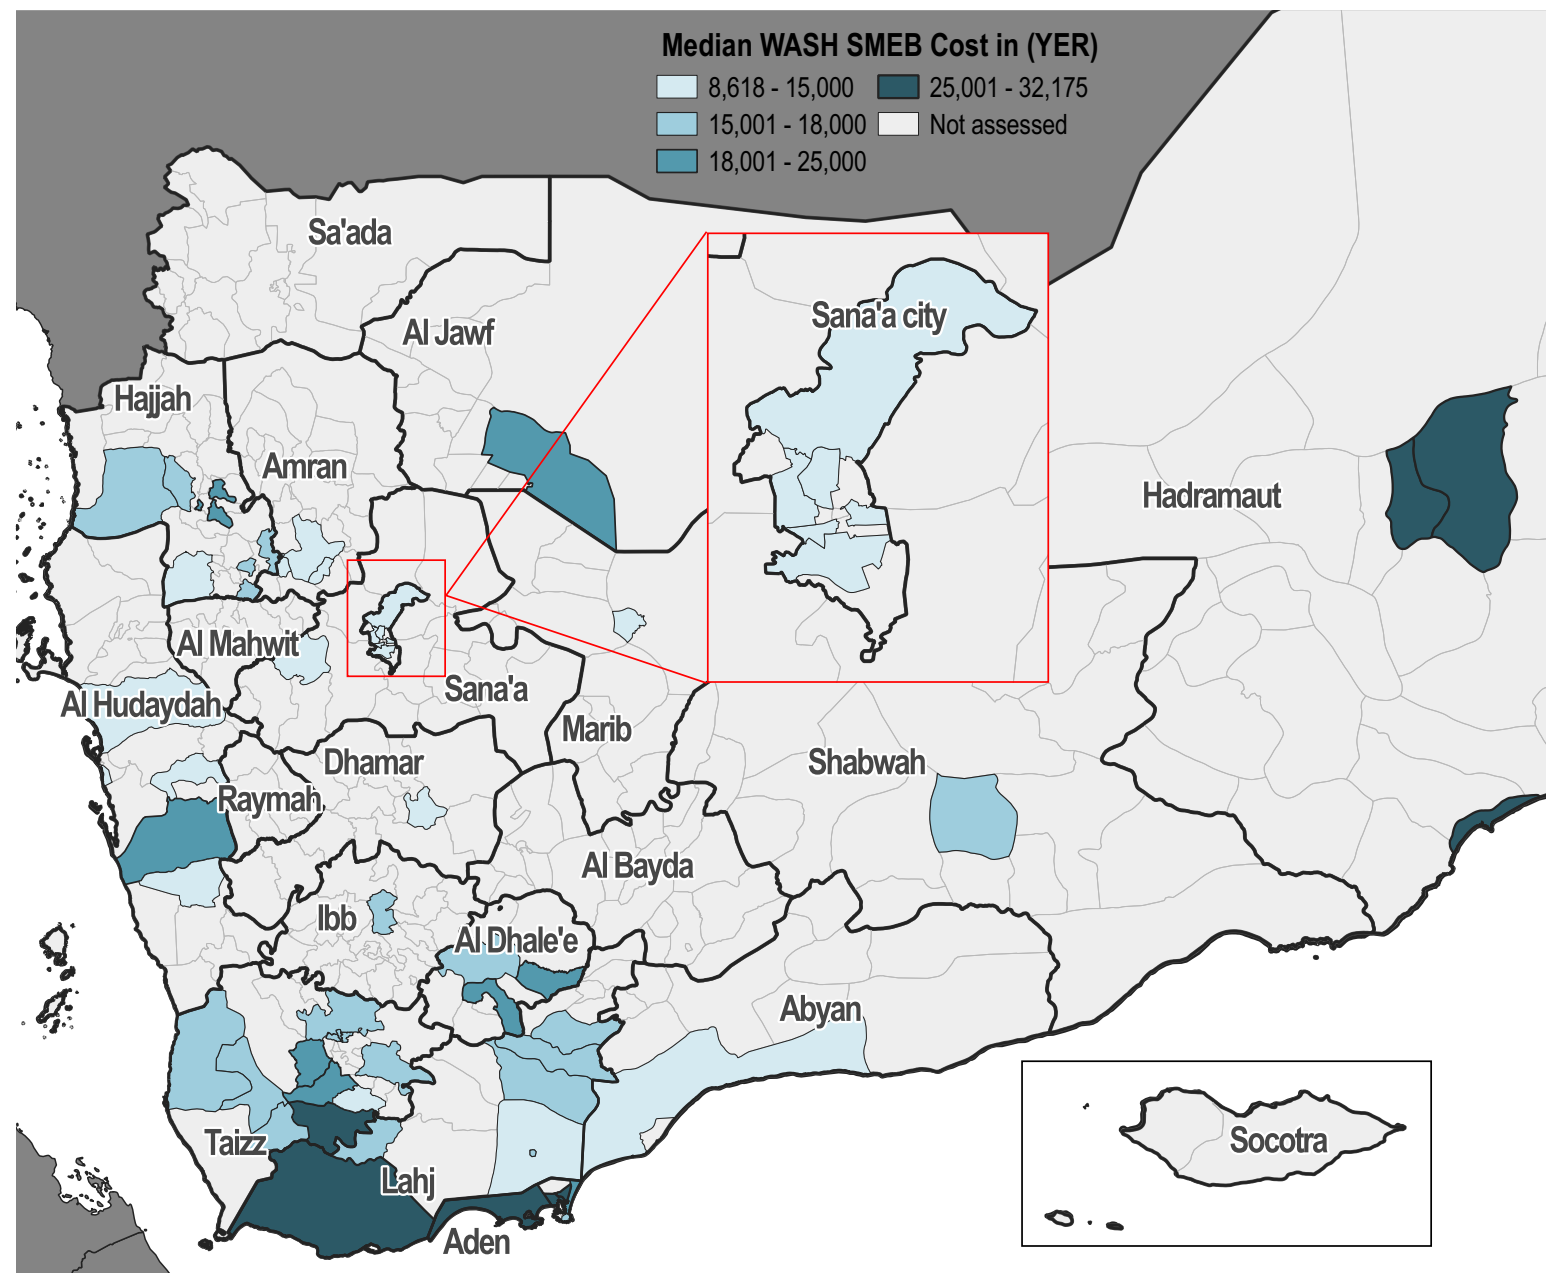 Median WASH SMEB Cost in (YER)
8,618 - 15,000
25,001 - 32,175
15,001 - 18,000
Not assessed
18,001 - 25,000
Sa'ada
Al Jawf
Sana'a city
Hajjah
Amran
Hadramaut
Al Mahwit
Sana'a
Al Hudaydah
Marib
Dhamar
Shabwah
Raymah
Al Bayda
Ibb
Al Dhale'e
Abyan
Taizz
Socotra
Lahj
Aden